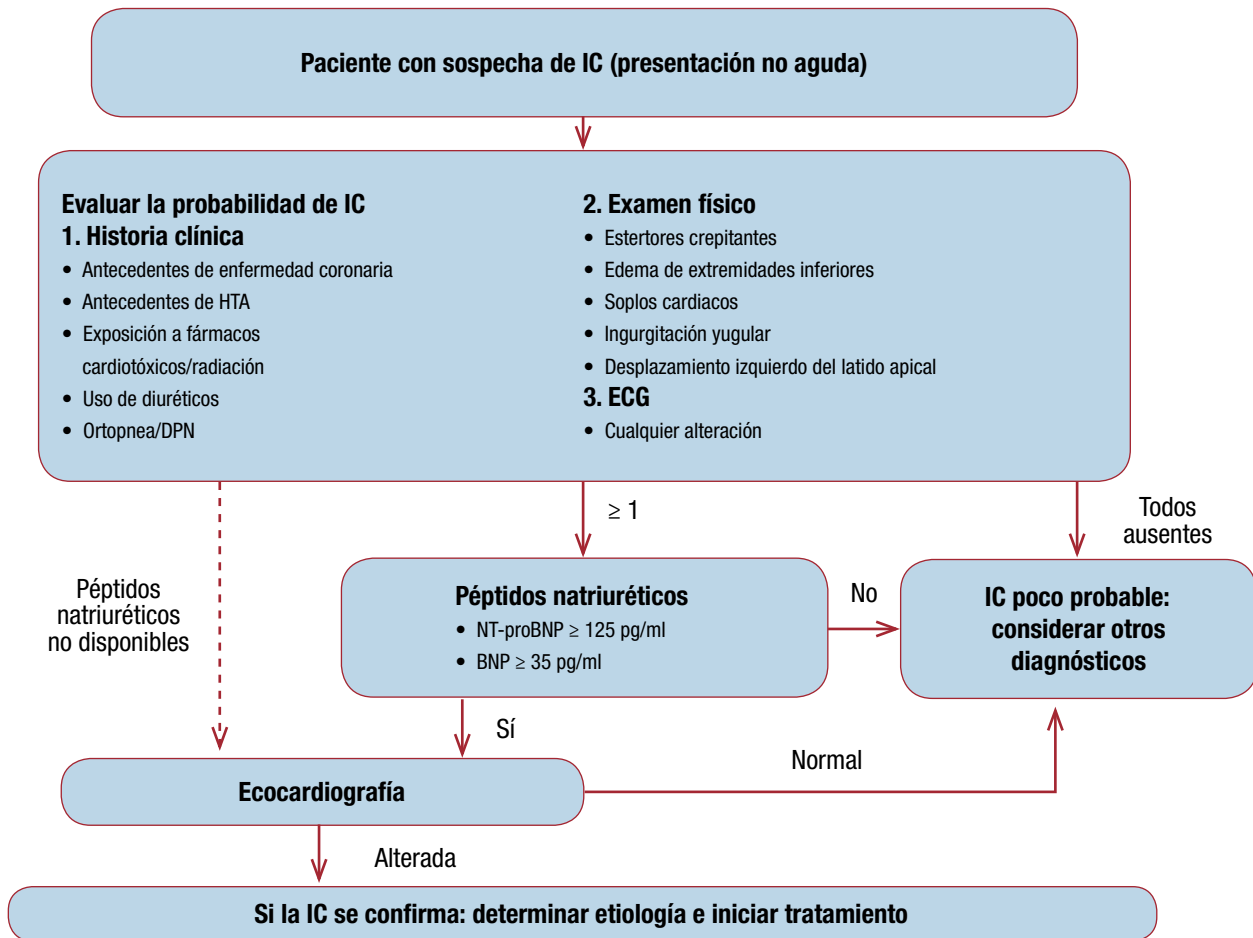 Paciente con sospecha de IC (presentación no aguda)
Evaluar la probabilidad de IC
1. Historia clínica
• Antecedentes de enfermedad coronaria
• Antecedentes de HTA
• Exposición a fármacos
cardiotóxicos/radiación
• Uso de diuréticos
• Ortopnea/DPN
2. Examen físico
• Estertores crepitantes
• Edema de extremidades inferiores
• Soplos cardiacos
• Ingurgitación yugular
• Desplazamiento izquierdo del latido apical
3. ECG
• Cualquier alteración
≥ 1
Todos
ausentes
Péptidos
natriuréticos
no disponibles
Péptidos natriuréticos
• NT-proBNP ≥ 125 pg/ml
• BNP ≥ 35 pg/ml
No
IC poco probable:
considerar otros
diagnósticos
Sí
Normal
Ecocardiografía
Alterada
Si la IC se confirma: determinar etiología e iniciar tratamiento